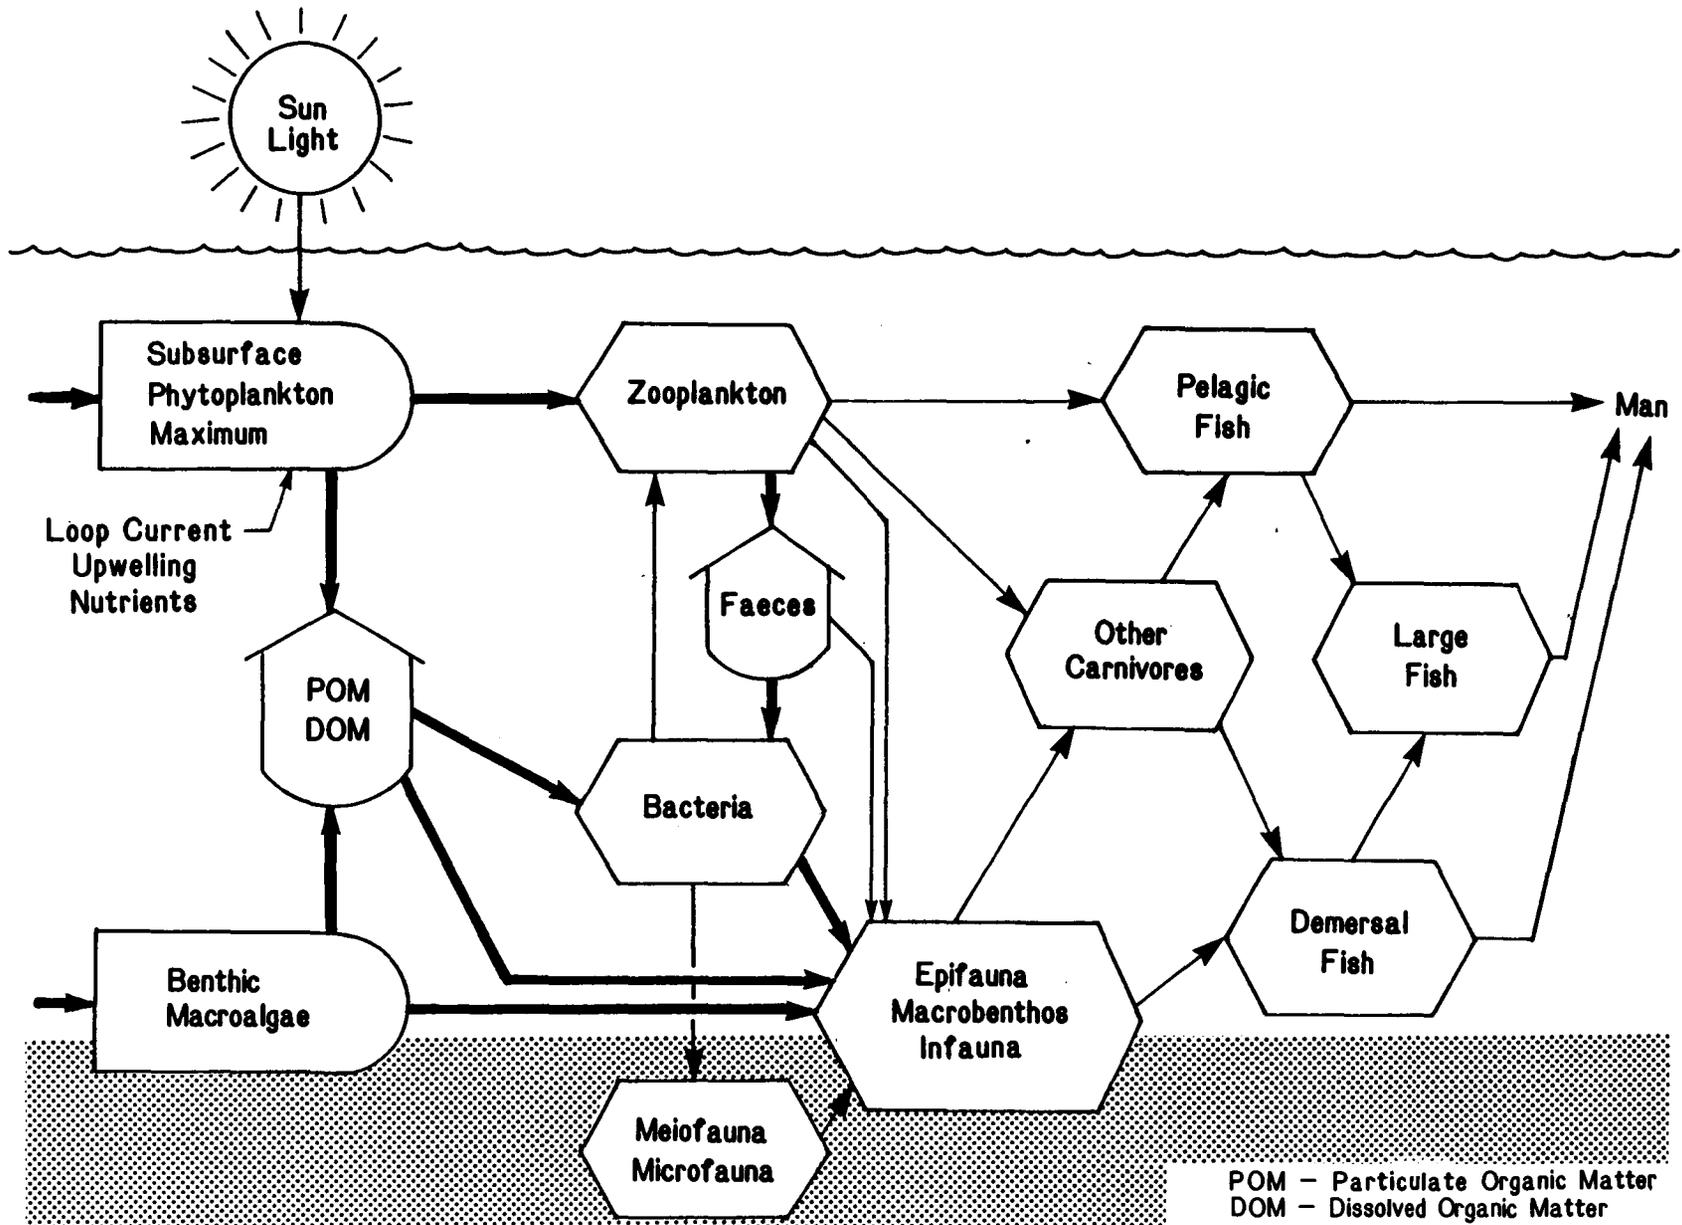 Sun
Light
Subsurface
Phytoplankton
Maximum
Zooplankton
Pelagic
Fish
Man
Loop Current
Upwelling
Nutrients
Faeces
Other
Carnivores
Large
Fish
POM
DOM
Bacteria
Demersal
Fish
Benthic
Macroalgae
Epifauna
Macrobenthos
Infauna
Meiofauna
Microfauna
POM — Particulate Organic Matter
DOM — Dissolved Organic Matter